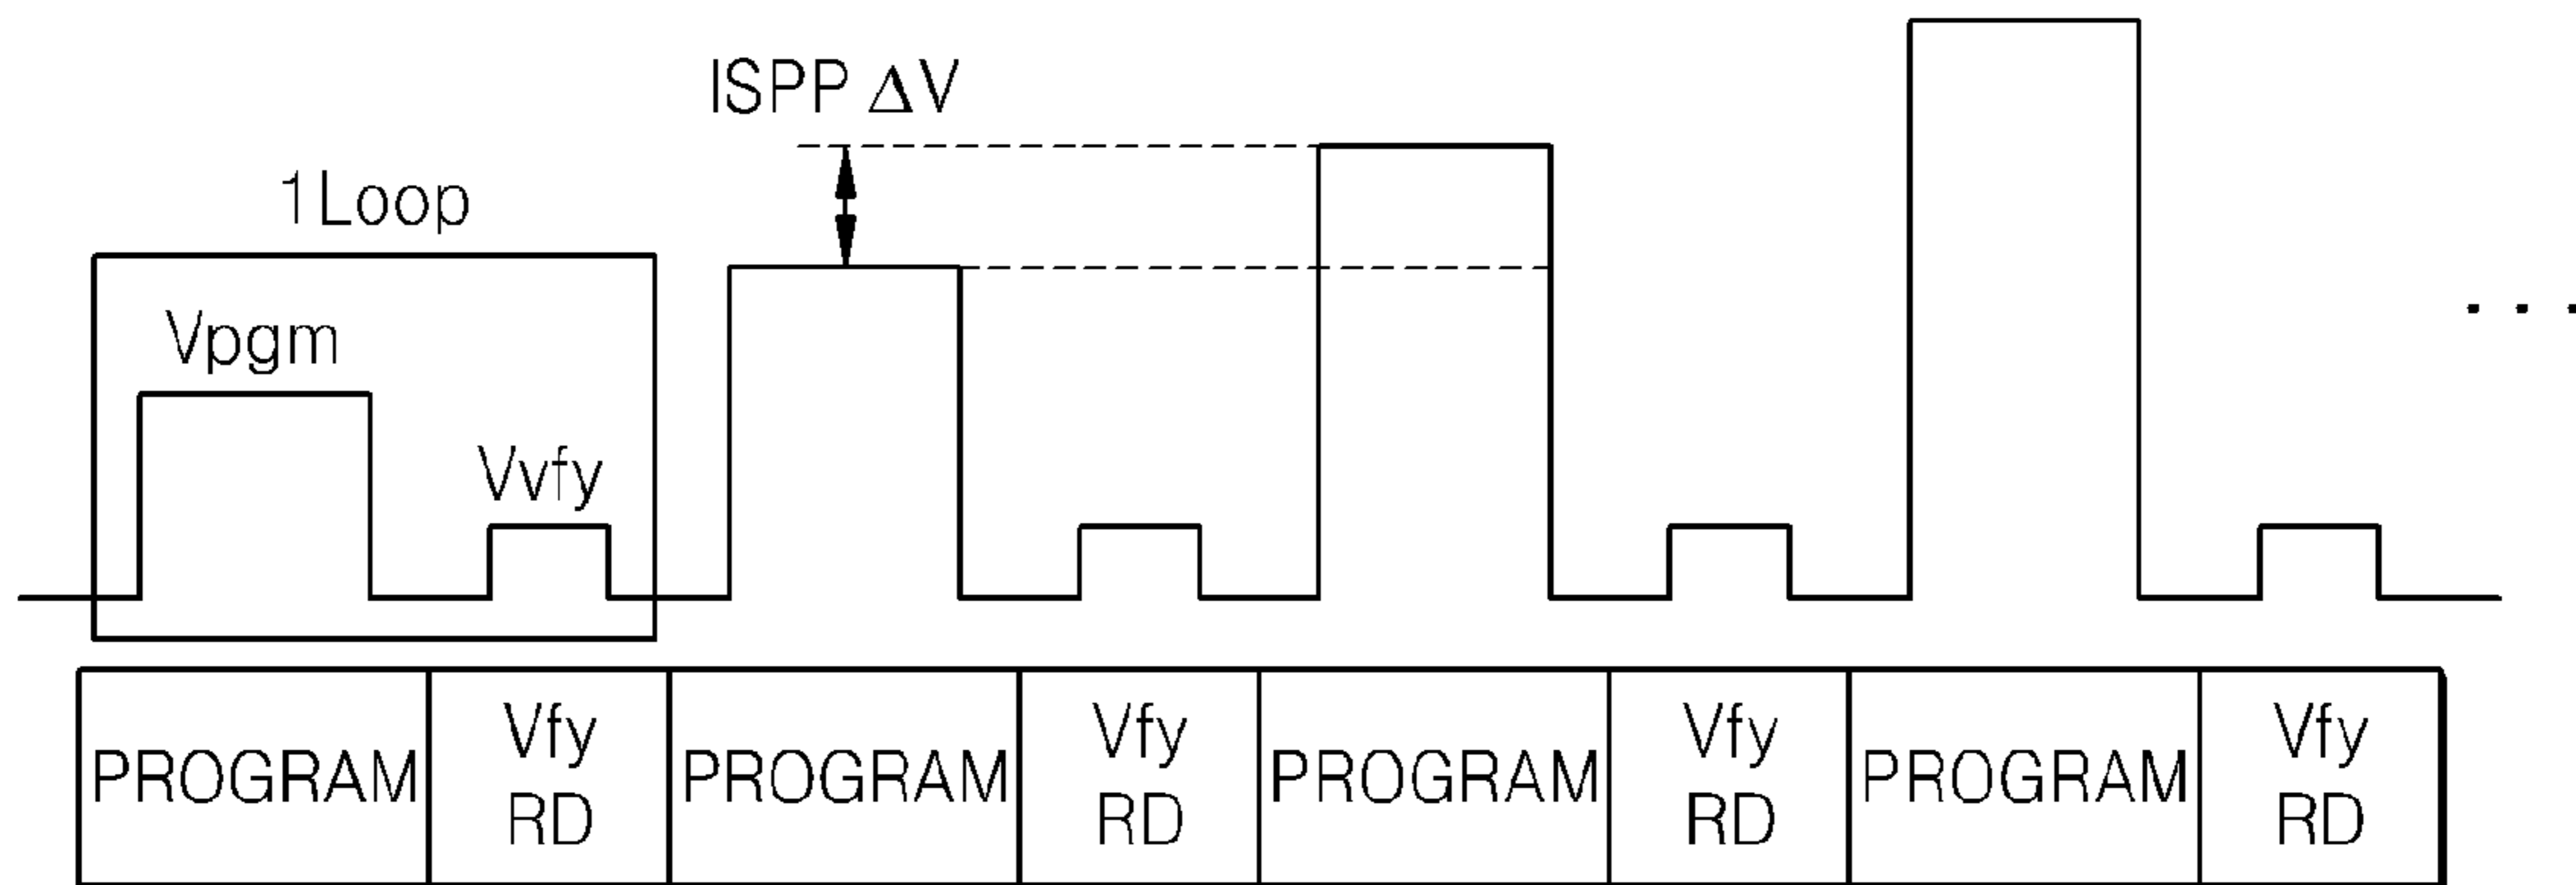 ISPP ΔV
1Loop
Vpgm
Vvfy
. . .
PROGRAM
Vfy
RD
PROGRAM
Vfy
RD
PROGRAM
Vfy
RD
PROGRAM
Vfy
RD